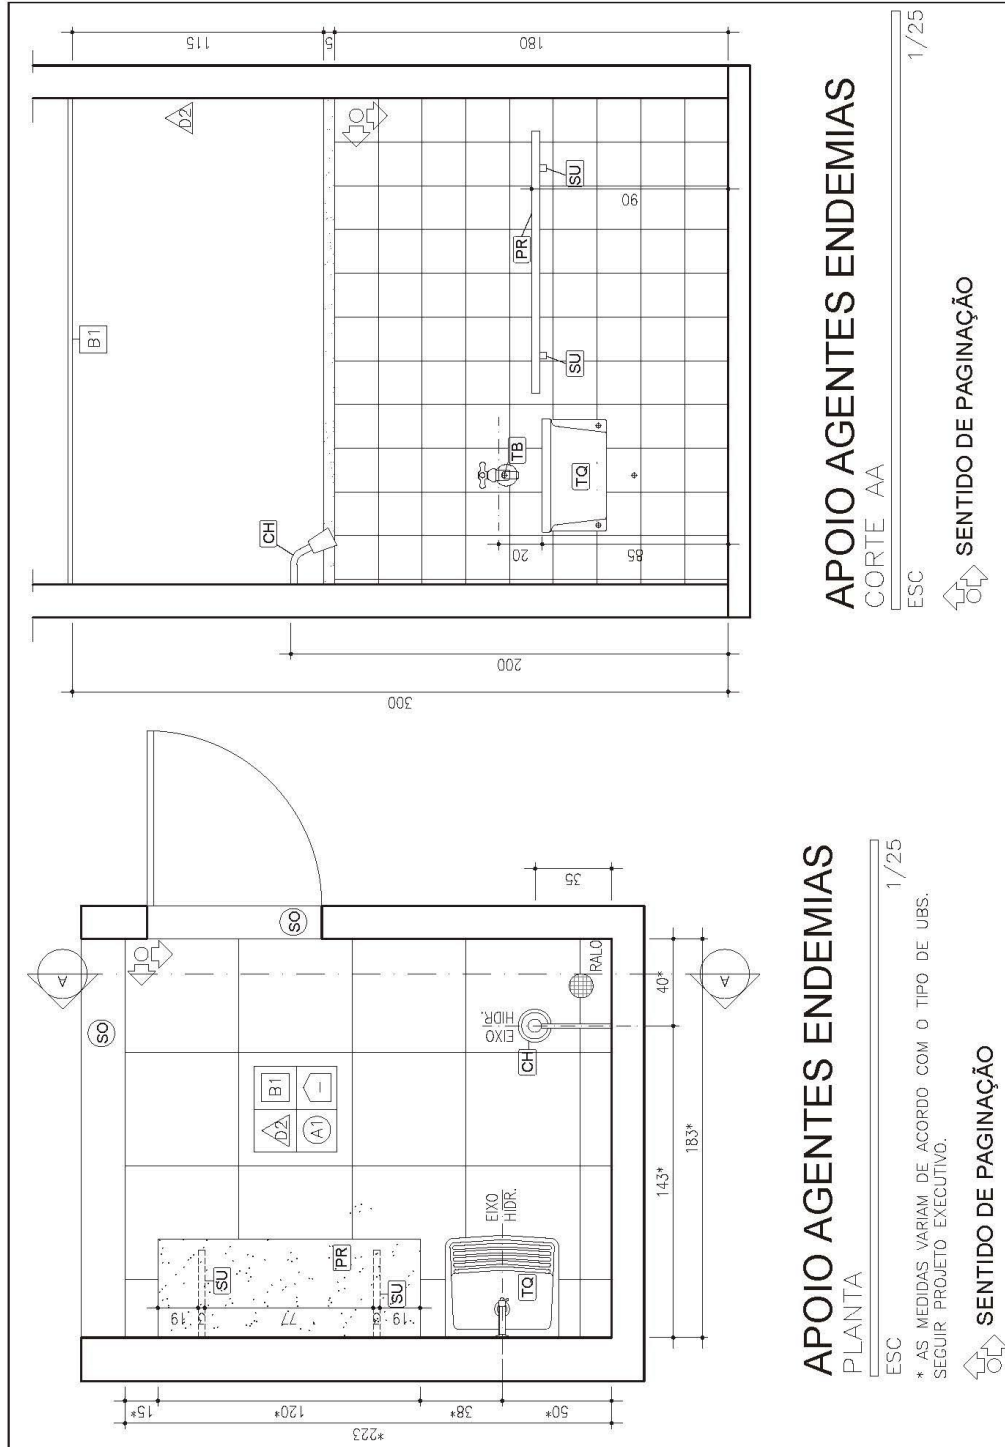 115
5
180
D2
B1
PR
SU
SU
90
CH
TB
TQ
20
85
200
300
APOIO AGENTES ENDEMIAS
CORTE AA
ESC 1/25
SENTIDO DE PAGINAÇÃO
A
SO
SO
35
RALO
EIXO
HIDR.
CH
40*
A
D2 B1
A1 –
143*
183*
EIXO
HIDR.
PR
SU
SU
TQ
19
3
77
3
19
15*
120*
38*
50*
*223
APOIO AGENTES ENDEMIAS
PLANTA
ESC 1/25
* AS MEDIDAS VARIAM DE ACORDO COM O TIPO DE UBS.
SEGUIR PROJETO EXECUTIVO.
SENTIDO DE PAGINAÇÃO